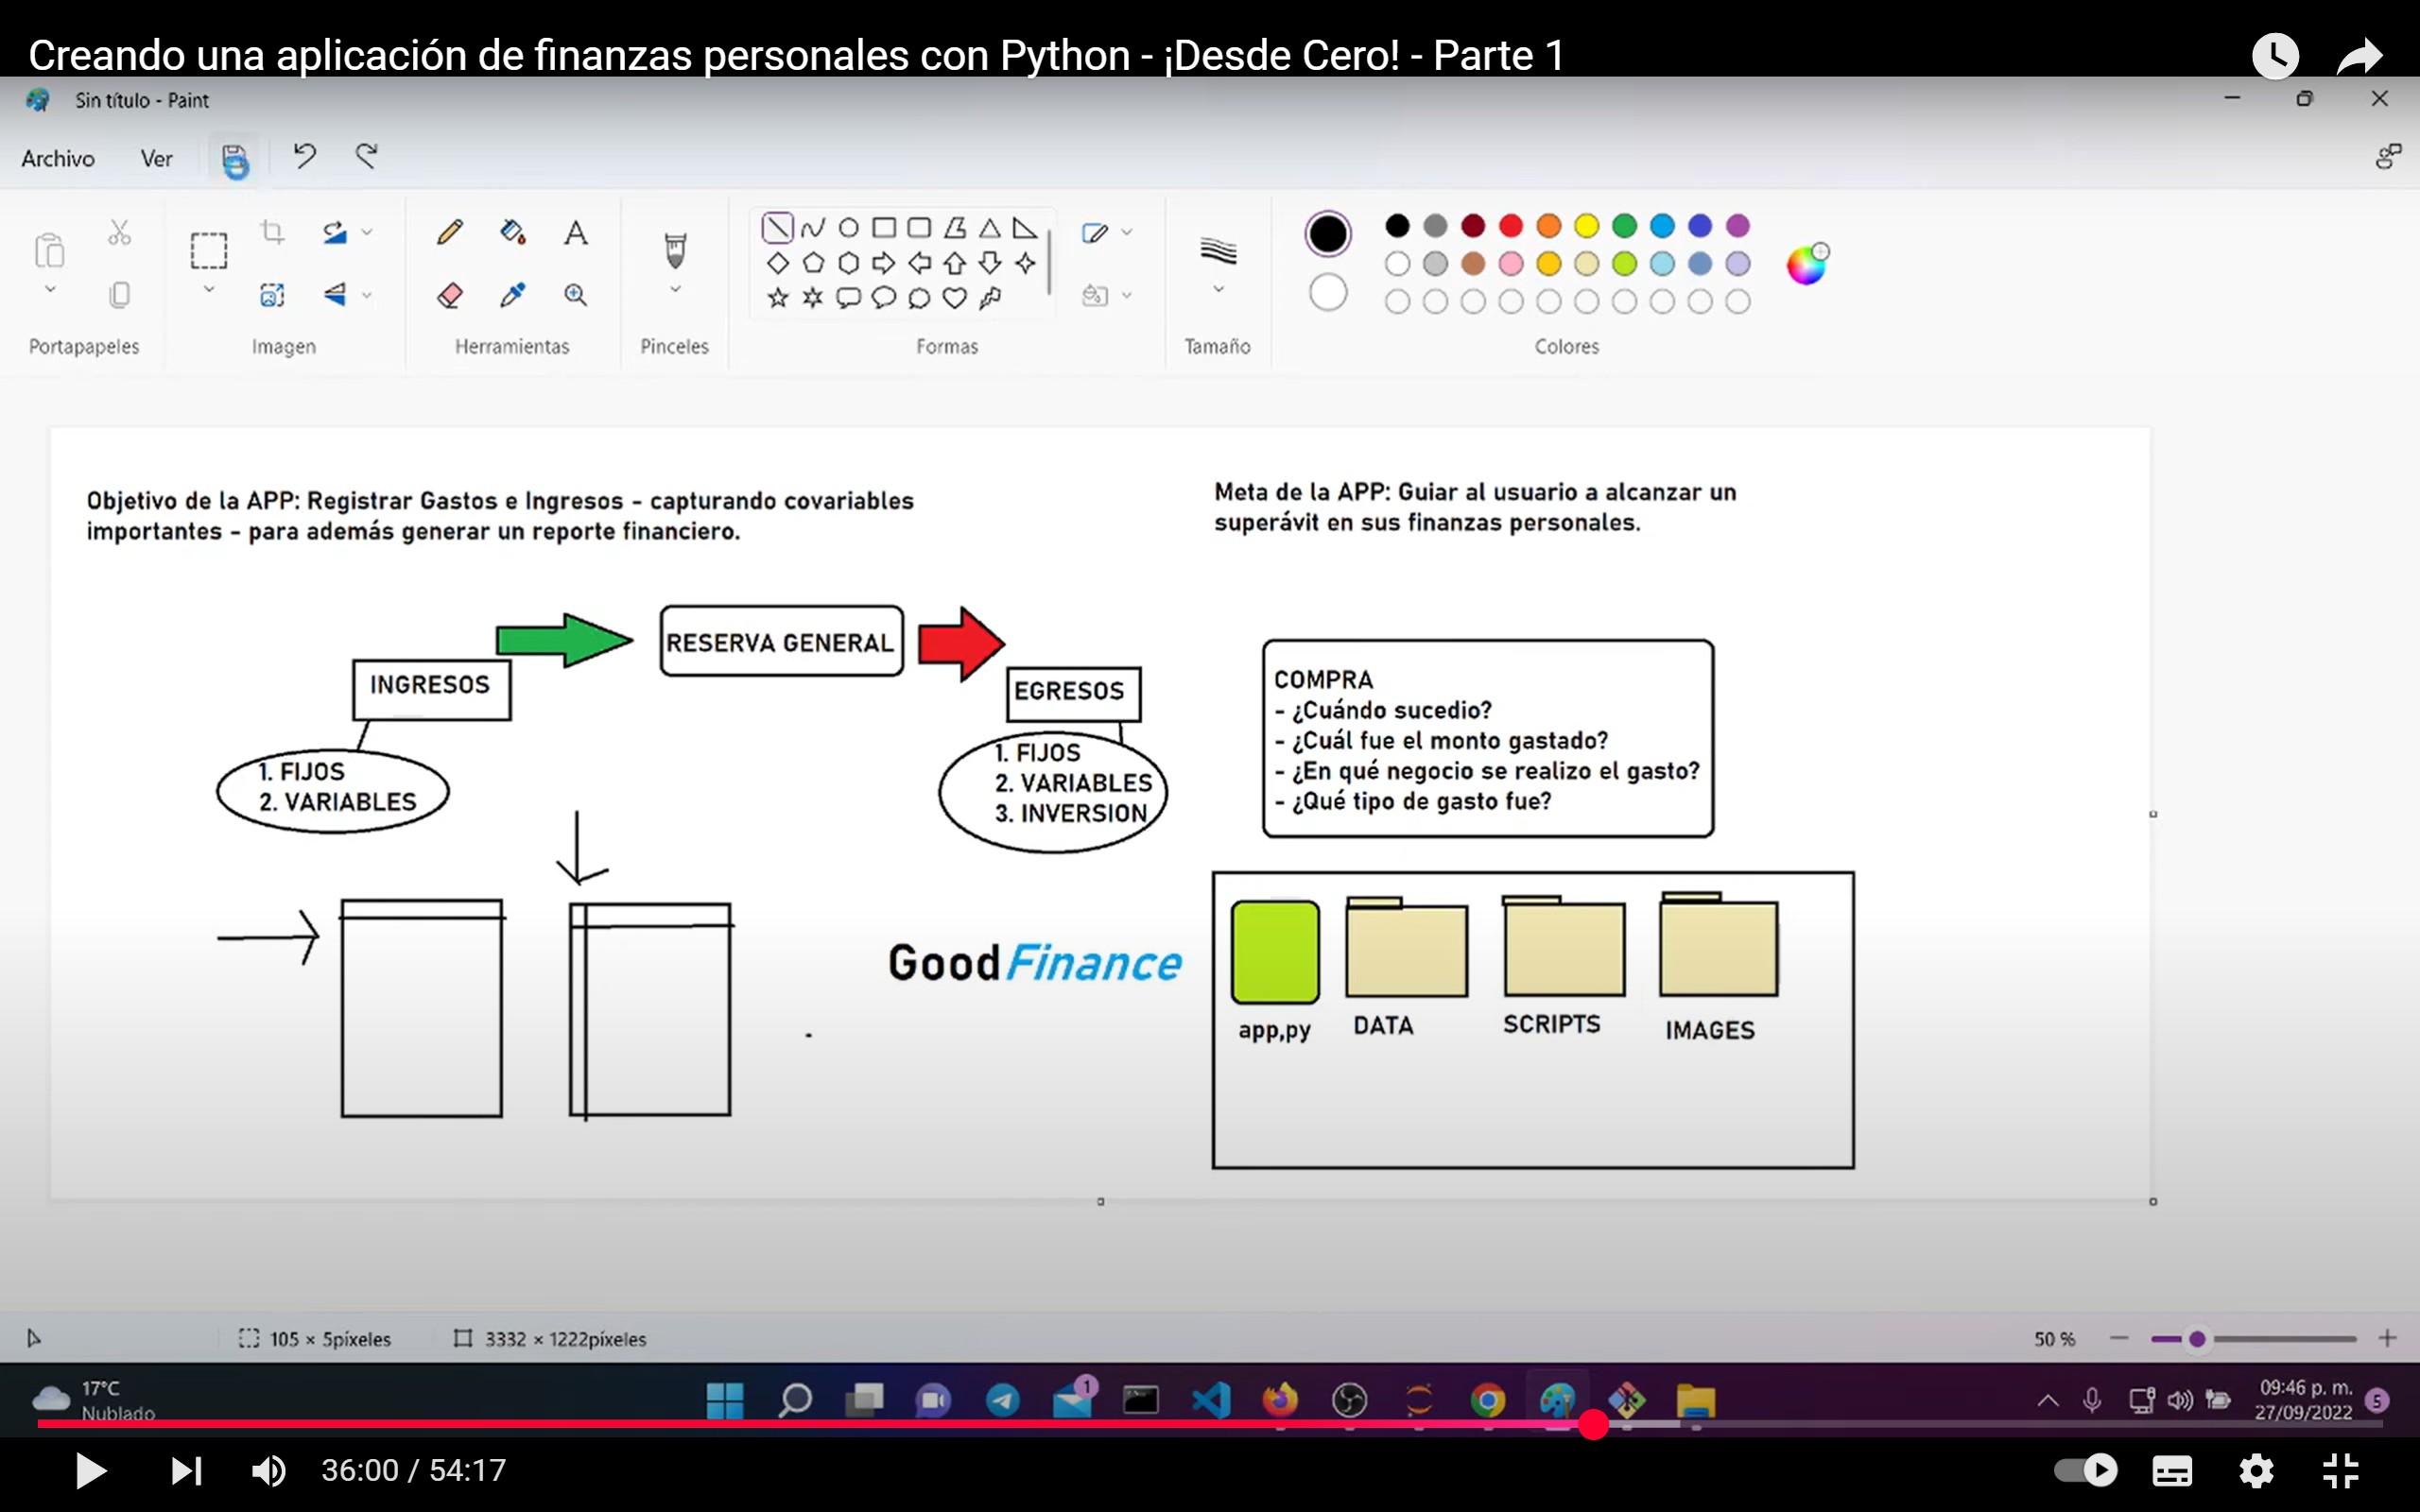 Creando una aplicación de finanzas personales con Python - ¡Desde Cero! - Parte 1
Sin título - Paint
Archivo Ver
Portapapeles Imagen Herramientas Pinceles Formas Tamaño Colores
Objetivo de la APP: Registrar Gastos e Ingresos - capturando covariables
importantes - para además generar un reporte financiero.
Meta de la APP: Guiar al usuario a alcanzar un
superávit en sus finanzas personales.
INGRESOS
RESERVA GENERAL
EGRESOS
1. FIJOS
2. VARIABLES
1. FIJOS
2. VARIABLES
3. INVERSION
COMPRA
- ¿Cuándo sucedio?
- ¿Cuál fue el monto gastado?
- ¿En qué negocio se realizo el gasto?
- ¿Qué tipo de gasto fue?
GoodFinance
app,py DATA SCRIPTS IMAGES
105 × 5píxeles 3332 × 1222píxeles 50 %
17°C
Nublado
1
09:46 p. m.
27/09/2022
5
36:00 / 54:17